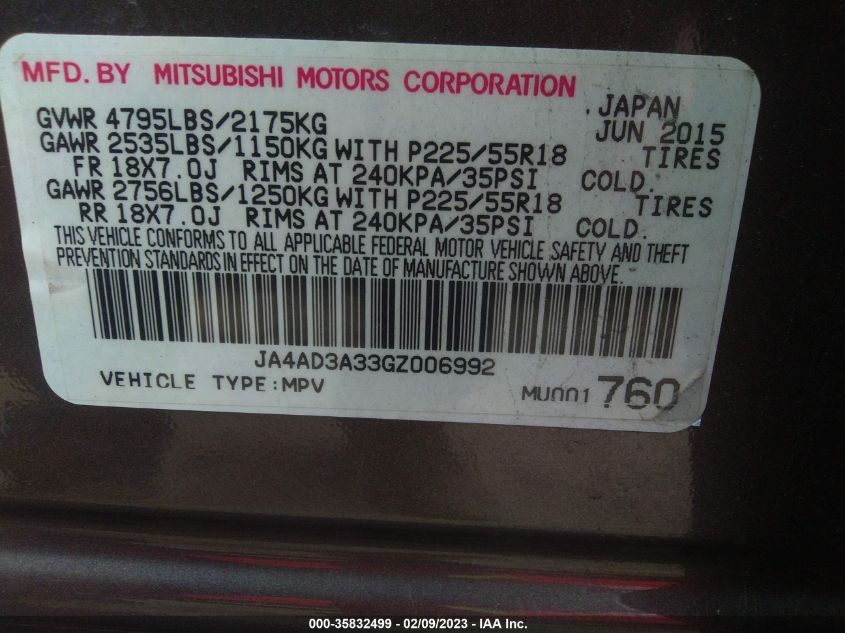 MFD. BY MITSUBISHI MOTORS CORPORATION
. JAPAN
GVWR 4795LBS/2175KG JUN 2015
GAWR 2535LBS/1150KG WITH P225/55R18 TIRES
FR 18X7.0J RIMS AT 240KPA/35PSI COLD.
GAWR 2756LBS/1250KG WITH P225/55R18 TIRES
RR 18X7.0J RIMS AT 240KPA/35PSI COLD.
THIS VEHICLE CONFORMS TO ALL APPLICABLE FEDERAL MOTOR VEHICLE SAFETY AND THEFT
PREVENTION STANDARDS IN EFFECT ON THE DATE OF MANUFACTURE SHOWN ABOVE.
JA4AD3A33GZ006992
VEHICLE TYPE:MPV MU001 760
000-35832499 - 02/09/2023 - IAA Inc.